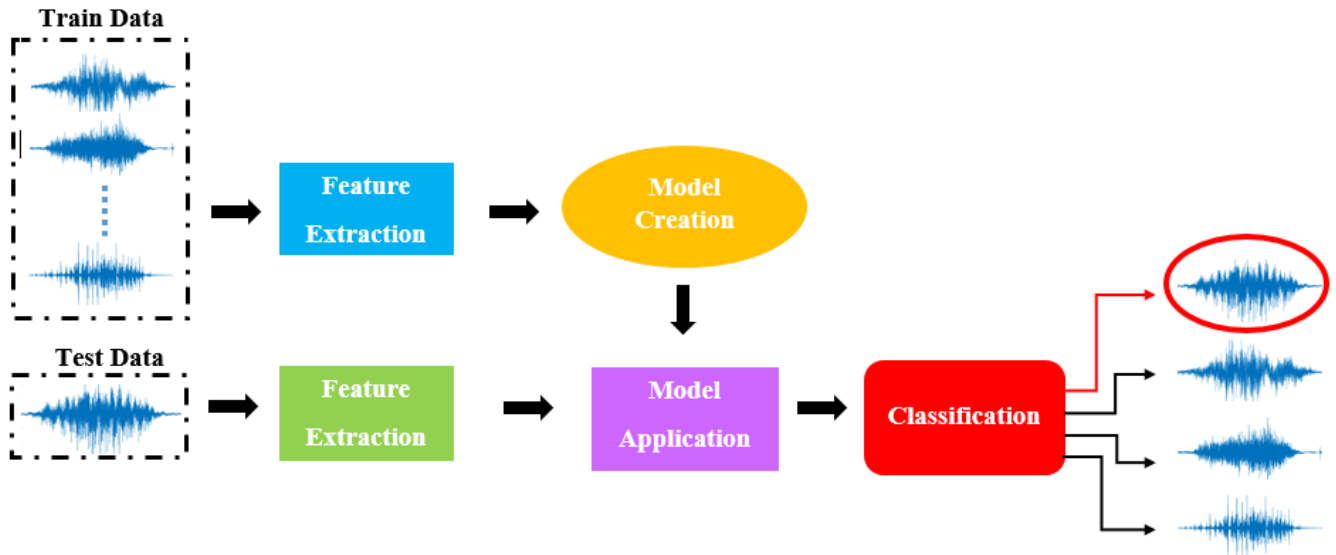 Train Data
Feature
Extraction
Model
Creation
Test Data
Feature
Extraction
Model
Application
Classification